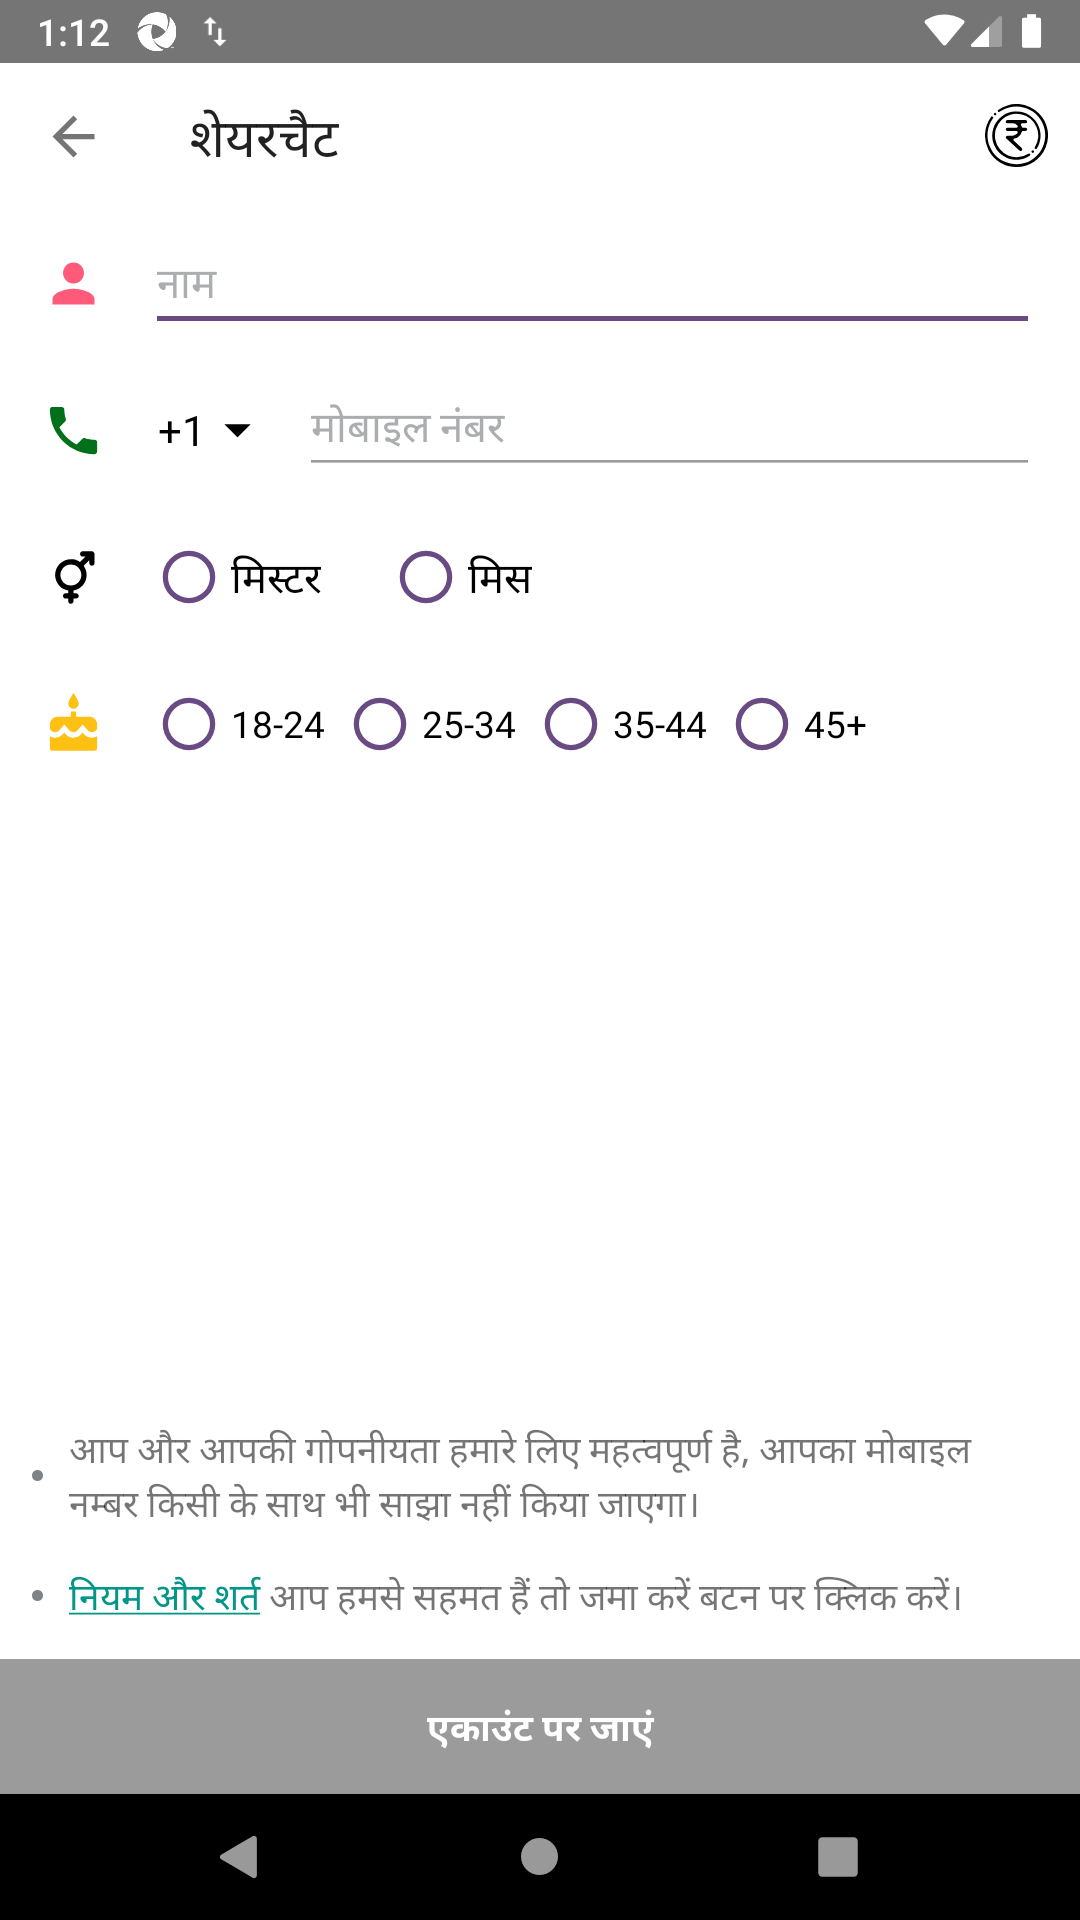 1:12
शेयरचैट
नाम
+1 मोबाइल नंबर
मिस्टर मिस
18-24 25-34 35-44 45+
आप और आपकी गोपनीयता हमारे लिए महत्वपूर्ण है, आपका मोबाइल
नम्बर किसी के साथ भी साझा नहीं किया जाएगा।
नियम और शर्त आप हमसे सहमत हैं तो जमा करें बटन पर क्लिक करें।
एकाउंट पर जाएं